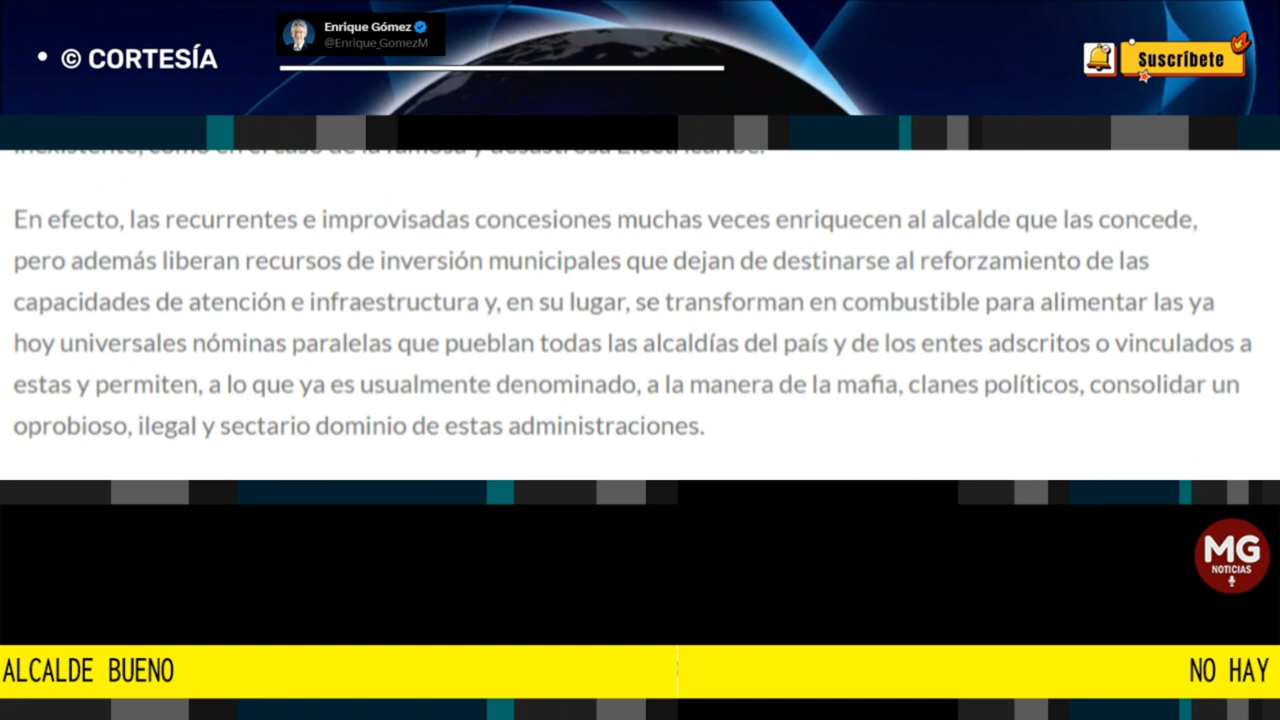 • © CORTESÍA
Enrique Gómez
@Enrique_GomezM
Suscríbete
En efecto, las recurrentes e improvisadas concesiones muchas veces enriquecen al alcalde que las concede,
pero además liberan recursos de inversión municipales que dejan de destinarse al reforzamiento de las
capacidades de atención e infraestructura y, en su lugar, se transforman en combustible para alimentar las ya
hoy universales nóminas paralelas que pueblan todas las alcaldías del país y de los entes adscritos o vinculados a
estas y permiten, a lo que ya es usualmente denominado, a la manera de la mafia, clanes políticos, consolidar un
oprobioso, ilegal y sectario dominio de estas administraciones.
MG
NOTICIAS
ALCALDE BUENO
NO HAY